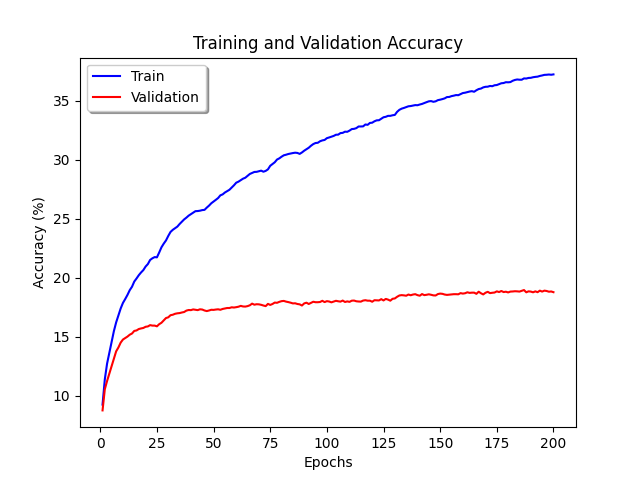 Training and Validation Accuracy
Train
Validation
Accuracy (%)
35
30
25
20
15
10
0 25 50 75 100 125 150 175 200
Epochs